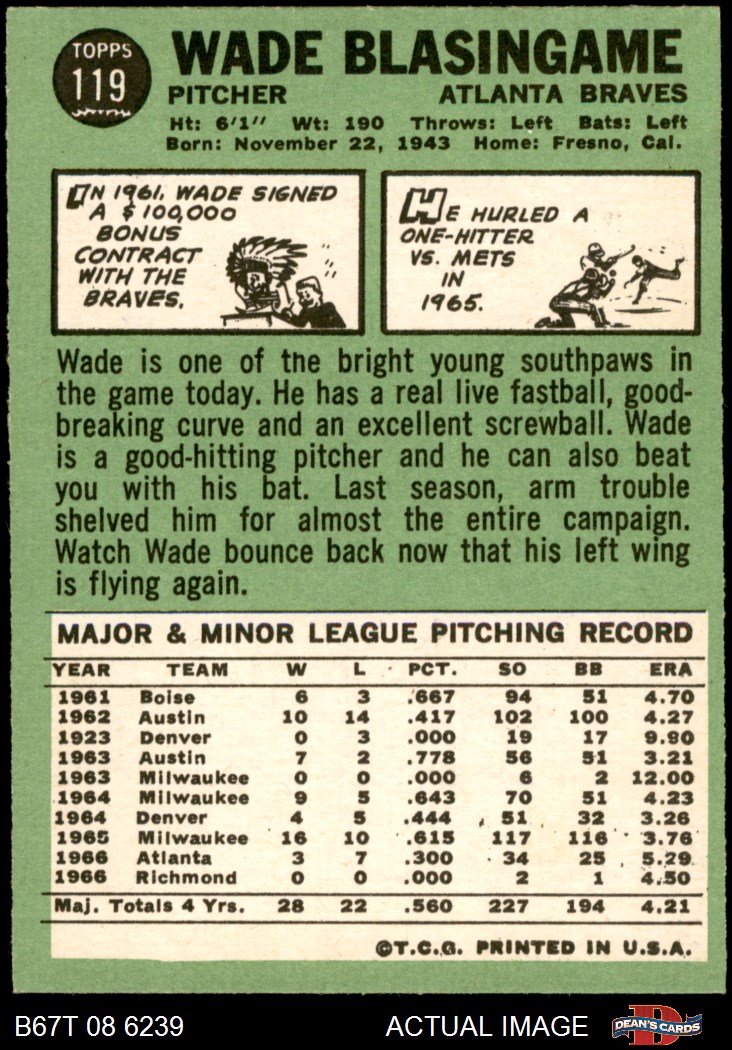 TOPPS
119
WADE BLASINGAME
PITCHER ATLANTA BRAVES
Ht: 6'1" Wt: 190 Throws: Left Bats: Left
Born: November 22, 1943 Home: Fresno, Cal.
IN 1961, WADE SIGNED
A $100,000
BONUS
CONTRACT
WITH THE
BRAVES.
HE HURLED A
ONE-HITTER
VS. METS
IN
1965.
Wade is one of the bright young southpaws in
the game today. He has a real live fastball, good-
breaking curve and an excellent screwball. Wade
is a good-hitting pitcher and he can also beat
you with his bat. Last season, arm trouble
shelved him for almost the entire campaign.
Watch Wade bounce back now that his left wing
is flying again.
MAJOR & MINOR LEAGUE PITCHING RECORD
YEAR TEAM W L PCT. SO BB ERA
1961 Boise 6 3 .667 94 51 4.70
1962 Austin 10 14 .417 102 100 4.27
1923 Denver 0 3 .000 19 17 9.90
1963 Austin 7 2 .778 56 51 3.21
1963 Milwaukee 0 0 .000 6 2 12.00
1964 Milwaukee 9 5 .643 70 51 4.23
1964 Denver 4 5 .444 51 32 3.26
1965 Milwaukee 16 10 .615 117 116 3.76
1966 Atlanta 3 7 .300 34 25 5.29
1966 Richmond 0 0 .000 2 1 4.50
Maj. Totals 4 Yrs. 28 22 .560 227 194 4.21
©T.C.G. PRINTED IN U.S.A.
B67T 08 6239 ACTUAL IMAGE
D
DEAN'S CARDS